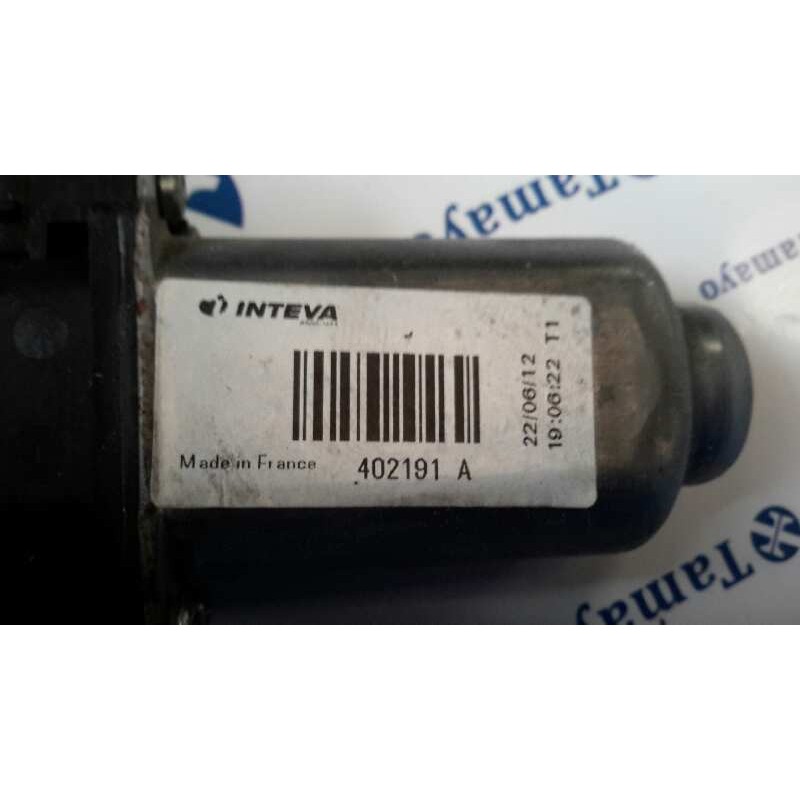 INTEVA
Made in France
402191 A
22/06/12
19:06:22 T1
Tamayo
Tamayo
Tamayo